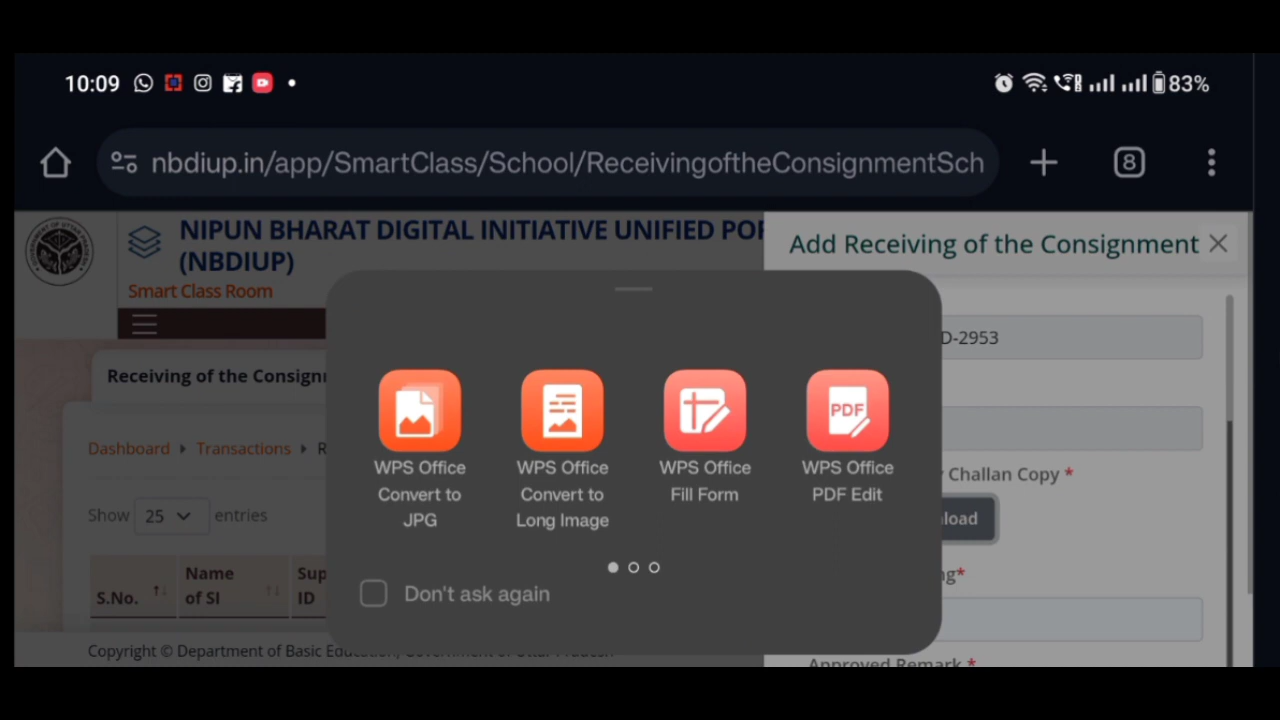 10:09
83%
nbdiup.in/app/SmartClass/School/ReceivingoftheConsignmentSch
8
NIPUN BHARAT DIGITAL INITIATIVE UNIFIED POR
(NBDIUP)
Smart Class Room
Add Receiving of the Consignment
D-2953
Receiving of the Consignm
Dashboard Transactions R
Show 25 entries
S.No.
Name
of SI
Sup
ID
WPS Office
Convert to
JPG
WPS Office
Convert to
Long Image
WPS Office
Fill Form
PDF
WPS Office
PDF Edit
Don't ask again
Challan Copy *
load
g*
Approved Remark *
Copyright © Department of Basic Education, Government of Uttar Pradesh